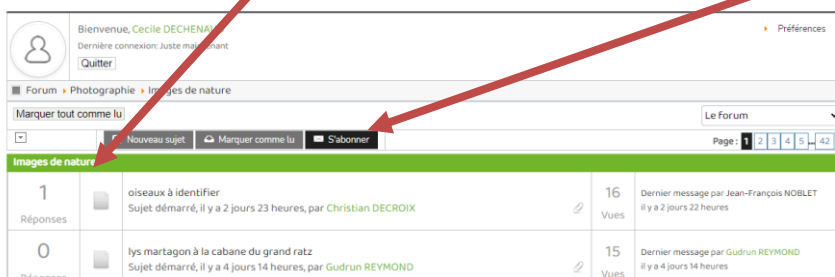 Bienvenue, Cecile DECHENAU
Préférences
Dernière connexion: Juste maintenant
Quitter
Forum Photographie Images de nature
Marquer tout comme lu
Le Forum
Nouveau sujet Marquer comme lu S'abonner
Page: 1 2 3 4 5 ... 42
Images de nature
1
Réponses
oiseaux à identifier
Sujet démarré, il y a 2 jours 23 heures, par Christian DECROIX
16
Vues
Dernier message par Jean-François NOBLET
il y a 2 jours 22 heures
0
Réponses
lys martagon à la cabane du grand ratz
Sujet démarré, il y a 4 jours 14 heures, par Gudrun REYMOND
15
Vues
Dernier message par Gudrun REYMOND
il y a 4 jours 14 heures